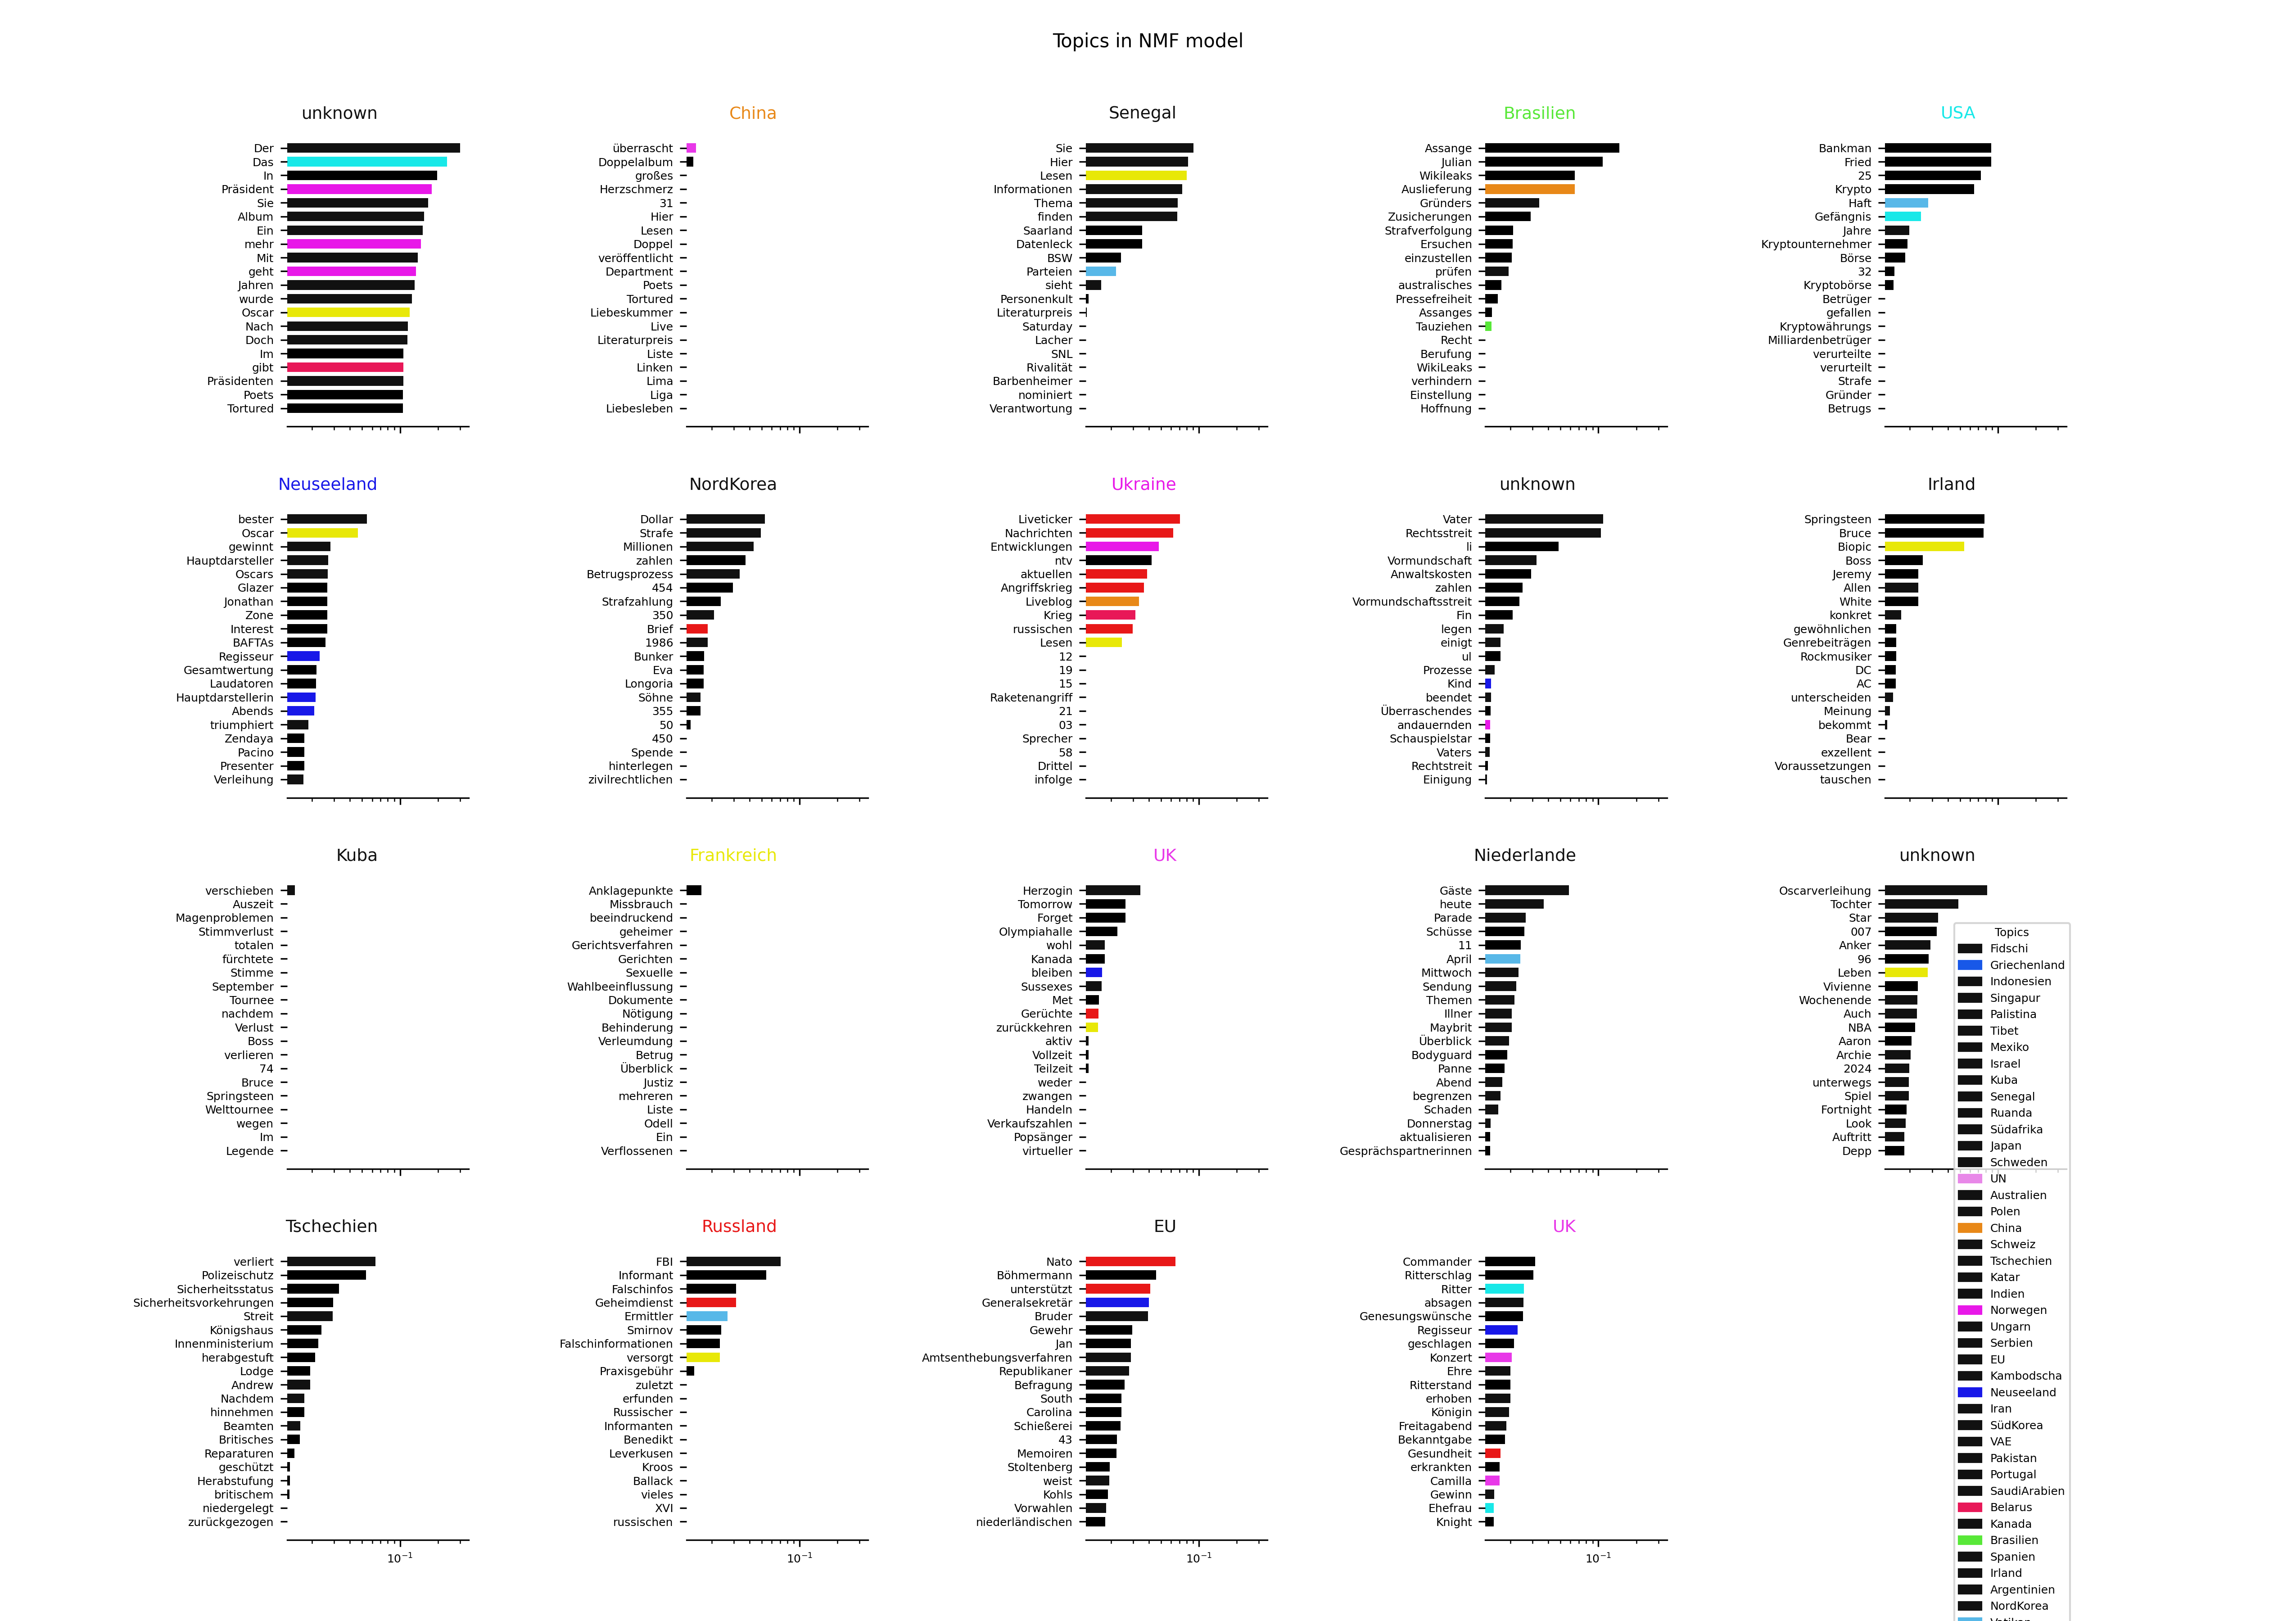 Topics in NMF model
unknown
Der
Das
In
Präsident
Sie
Album
Ein
mehr
Mit
geht
Jahren
wurde
Oscar
Nach
Doch
Im
gibt
Präsidenten
Poets
Tortured
China
überrascht
Doppelalbum
großes
Herzschmerz
31
Hier
Lesen
Doppel
veröffentlicht
Department
Poets
Tortured
Liebeskummer
Live
Literaturpreis
Liste
Linken
Lima
Liga
Liebesleben
Senegal
Sie
Hier
Lesen
Informationen
Thema
finden
Saarland
Datenleck
BSW
Parteien
sieht
Personenkult
Literaturpreis
Saturday
Lacher
SNL
Rivalität
Barbenheimer
nominiert
Verantwortung
Brasilien
Assange
Julian
Wikileaks
Auslieferung
Gründers
Zusicherungen
Strafverfolgung
Ersuchen
einzustellen
prüfen
australisches
Pressefreiheit
Assanges
Tauziehen
Recht
Berufung
WikiLeaks
verhindern
Einstellung
Hoffnung
USA
Bankman
Fried
25
Krypto
Haft
Gefängnis
Jahre
Kryptounternehmer
Börse
32
Kryptobörse
Betrüger
gefallen
Kryptowährungs
Milliardenbetrüger
verurteilte
verurteilt
Strafe
Gründer
Betrugs
Neuseeland
bester
Oscar
gewinnt
Hauptdarsteller
Oscars
Glazer
Jonathan
Zone
Interest
BAFTAs
Regisseur
Gesamtwertung
Laudatoren
Hauptdarstellerin
Abends
triumphiert
Zendaya
Pacino
Presenter
Verleihung
NordKorea
Dollar
Strafe
Millionen
zahlen
Betrugsprozess
454
Strafzahlung
350
Brief
1986
Bunker
Eva
Longoria
Söhne
355
50
450
Spende
hinterlegen
zivilrechtlichen
Ukraine
Liveticker
Nachrichten
Entwicklungen
ntv
aktuellen
Angriffskrieg
Liveblog
Krieg
russischen
Lesen
12
19
15
Raketenangriff
21
03
Sprecher
58
Drittel
infolge
unknown
Vater
Rechtsstreit
li
Vormundschaft
Anwaltskosten
zahlen
Vormundschaftsstreit
Fin
legen
einigt
ul
Prozesse
Kind
beendet
Überraschendes
andauernden
Schauspielstar
Vaters
Rechtstreit
Einigung
Irland
Springsteen
Bruce
Biopic
Boss
Jeremy
Allen
White
konkret
gewöhnlichen
Genrebeiträgen
Rockmusiker
DC
AC
unterscheiden
Meinung
bekommt
Bear
exzellent
Voraussetzungen
tauschen
Kuba
verschieben
Auszeit
Magenproblemen
Stimmverlust
totalen
fürchtete
Stimme
September
Tournee
nachdem
Verlust
Boss
verlieren
74
Bruce
Springsteen
Welttournee
wegen
Im
Legende
Frankreich
Anklagepunkte
Missbrauch
beeindruckend
geheimer
Gerichtsverfahren
Gerichten
Sexuelle
Wahlbeeinflussung
Dokumente
Nötigung
Behinderung
Verleumdung
Betrug
Überblick
Justiz
mehreren
Liste
Odell
Ein
Verflossenen
UK
Herzogin
Tomorrow
Forget
Olympiahalle
wohl
Kanada
bleiben
Sussexes
Met
Gerüchte
zurückkehren
aktiv
Vollzeit
Teilzeit
weder
zwangen
Handeln
Verkaufszahlen
Popsänger
virtueller
Niederlande
Gäste
heute
Parade
Schüsse
11
April
Mittwoch
Sendung
Themen
Illner
Maybrit
Überblick
Bodyguard
Panne
Abend
begrenzen
Schaden
Donnerstag
aktualisieren
Gesprächspartnerinnen
unknown
Oscarverleihung
Tochter
Star
007
Anker
96
Leben
Vivienne
Wochenende
Auch
NBA
Aaron
Archie
2024
unterwegs
Spiel
Fortnight
Look
Auftritt
Depp
Tschechien
verliert
Polizeischutz
Sicherheitsstatus
Sicherheitsvorkehrungen
Streit
Königshaus
Innenministerium
herabgestuft
Lodge
Andrew
Nachdem
hinnehmen
Beamten
Britisches
Reparaturen
geschützt
Herabstufung
britischem
niedergelegt
zurückgezogen
10⁻¹
Russland
FBI
Informant
Falschinfos
Geheimdienst
Ermittler
Smirnov
Falschinformationen
versorgt
Praxisgebühr
zuletzt
erfunden
Russischer
Informanten
Benedikt
Leverkusen
Kroos
Ballack
vieles
XVI
russischen
10⁻¹
EU
Nato
Böhmermann
unterstützt
Generalsekretär
Bruder
Gewehr
Jan
Amtsenthebungsverfahren
Republikaner
Befragung
South
Carolina
Schießerei
43
Memoiren
Stoltenberg
weist
Kohls
Vorwahlen
niederländischen
10⁻¹
UK
Commander
Ritterschlag
Ritter
absagen
Genesungswünsche
Regisseur
geschlagen
Konzert
Ehre
Ritterstand
erhoben
Königin
Freitagabend
Bekanntgabe
Gesundheit
erkrankten
Camilla
Gewinn
Ehefrau
Knight
10⁻¹
Topics
Fidschi
Griechenland
Indonesien
Singapur
Palistina
Tibet
Mexiko
Israel
Kuba
Senegal
Ruanda
Südafrika
Japan
Schweden
UN
Australien
Polen
China
Schweiz
Tschechien
Katar
Indien
Norwegen
Ungarn
Serbien
EU
Kambodscha
Neuseeland
Iran
SüdKorea
VAE
Pakistan
Portugal
SaudiArabien
Belarus
Kanada
Brasilien
Spanien
Irland
Argentinien
NordKorea